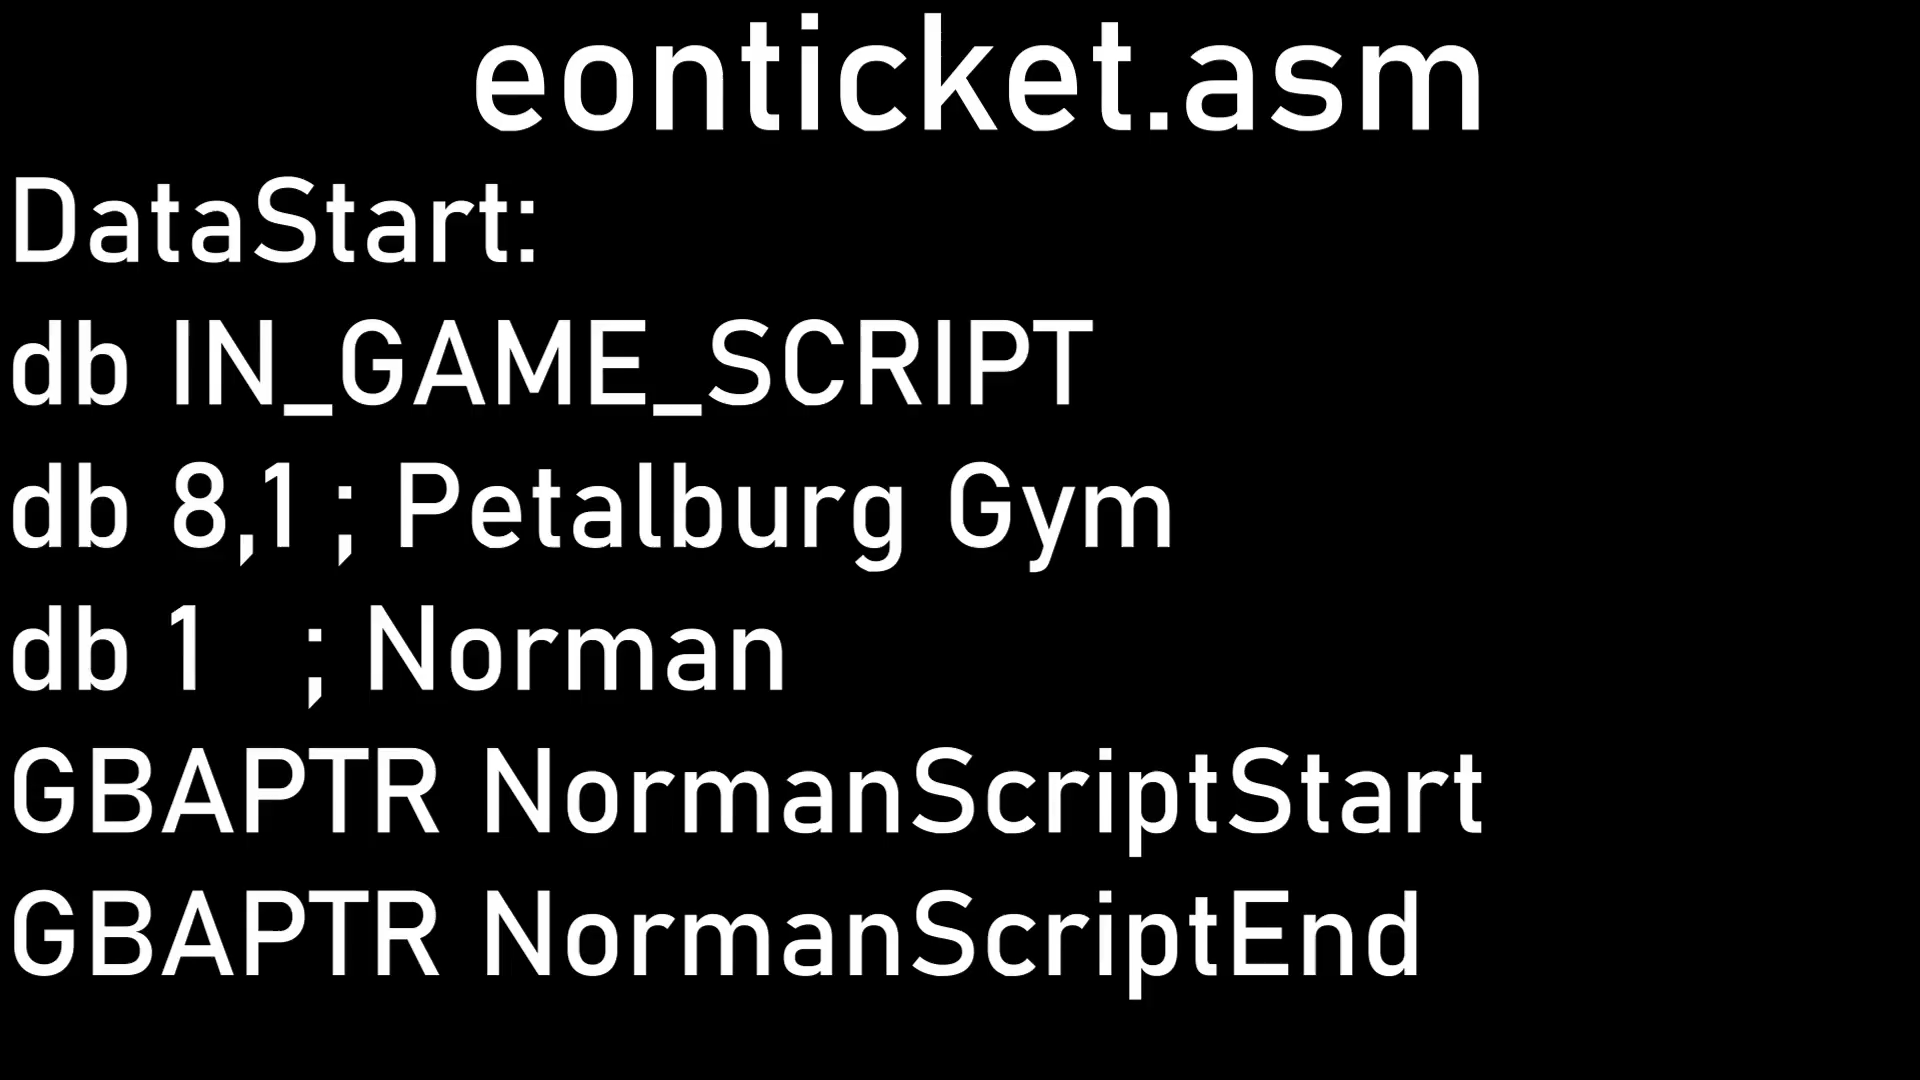 eonticket.asm
DataStart:
db IN_GAME_SCRIPT
db 8,1 ; Petalburg Gym
db 1 ; Norman
GBAPTR NormanScriptStart
GBAPTR NormanScriptEnd